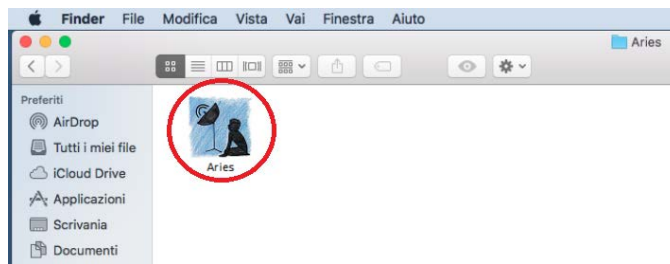 Finder File Modifica Vista Vai Finestra Aiuto
Aries
Preferiti
AirDrop
Tutti i miei file
iCloud Drive
Applicazioni
Scrivania
Documenti
Aries